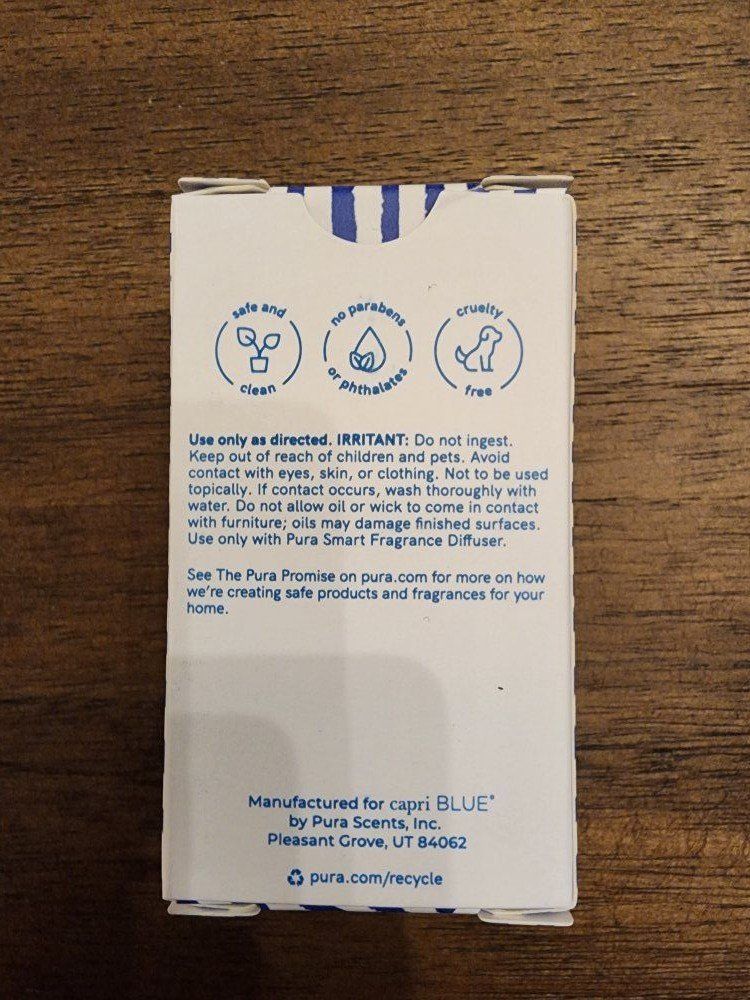 safe and
clean
no parabens
or phthalates
cruelty
free
Use only as directed. IRRITANT: Do not ingest.
Keep out of reach of children and pets. Avoid
contact with eyes, skin, or clothing. Not to be used
topically. If contact occurs, wash thoroughly with
water. Do not allow oil or wick to come in contact
with furniture; oils may damage finished surfaces.
Use only with Pura Smart Fragrance Diffuser.
See The Pura Promise on pura.com for more on how
we're creating safe products and fragrances for your
home.
Manufactured for capri BLUE®
by Pura Scents, Inc.
Pleasant Grove, UT 84062
pura.com/recycle